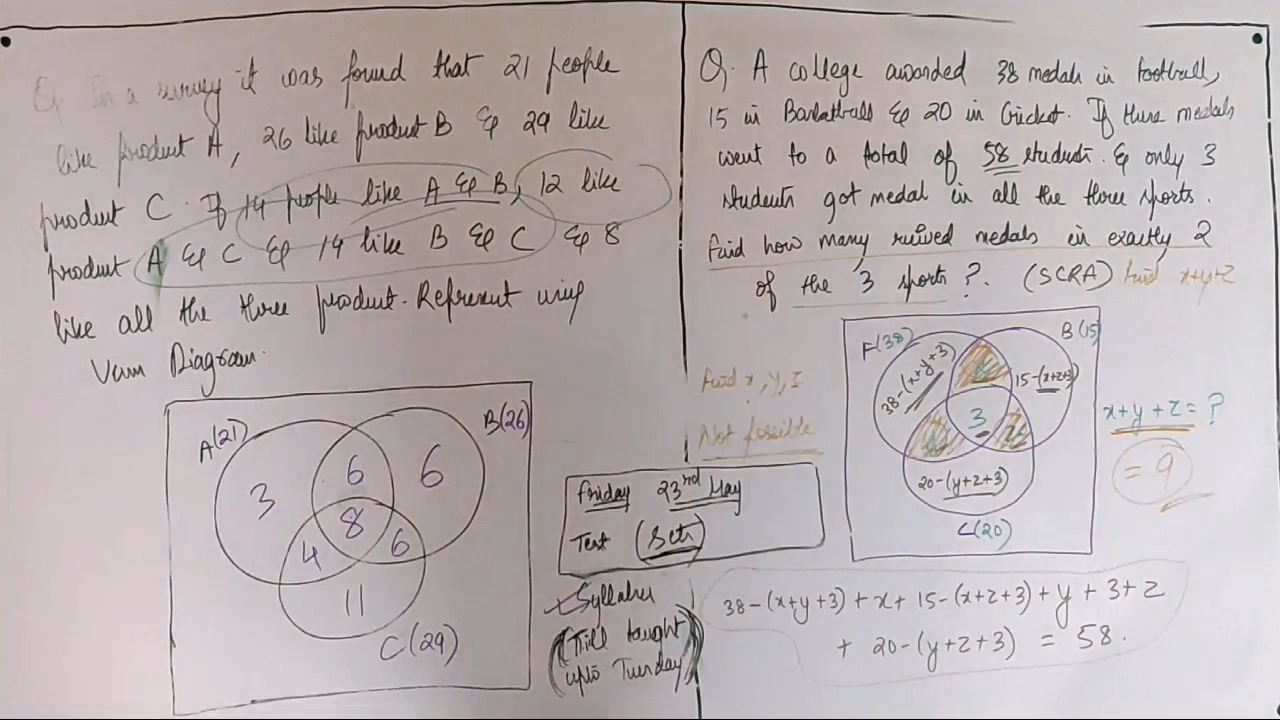 Q. In a survey it was found that 21 people
like product A, 26 like product B & 29 like
product C. If 14 people like A & B, 12 like
product A & C & 14 like B & C & 8
like all the three product. Represent using
Venn Diagram.
A(21)
B(26)
3
6
6
8
4
6
11
C(29)
Q. A college awarded 38 medals in football,
15 in Basketball & 20 in Cricket. If these medals
went to a total of 58 students. & only 3
students got medal in all the three sports.
Find how many recived medals in exactly 2
of the 3 sports?. (SCRA) Find x+y+z
Find x, y, z
Not possible
F(38)
B(15)
38-(x+y+3)
x
15-(x+z+3)
3
y
z
20-(y+z+3)
C(20)
x+y+z=?
=9
Friday 23rd May
Test (Sets)
Syllabus
(Till taught
upto Tuesday)
38-(x+y+3)+x+15-(x+z+3)+y+3+z
+ 20-(y+z+3) = 58.